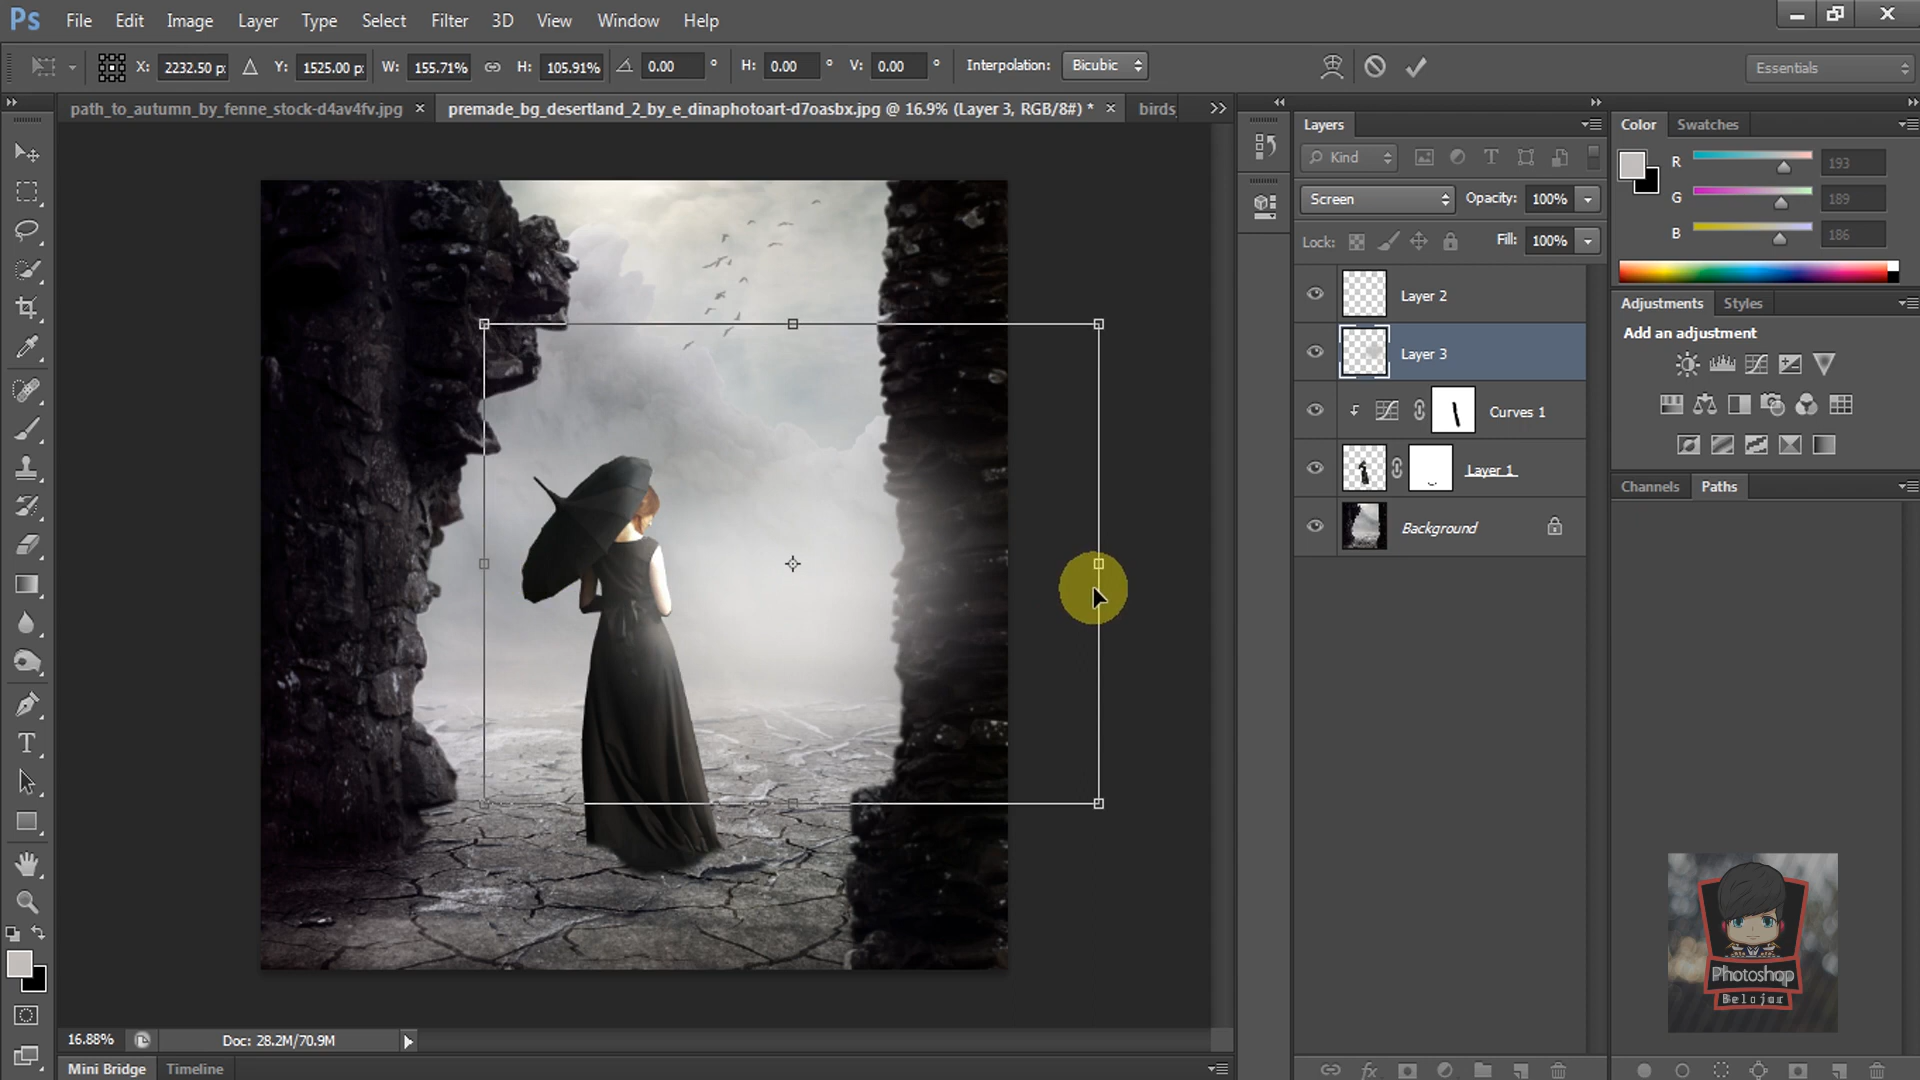 Ps File Edit Image Layer Type Select Filter 3D View Window Help
X: 2232.50 p Y: 1525.00 p W: 155.71% H: 105.91% 0.00 ° H: 0.00 ° V: 0.00 ° Interpolation: Bicubic Essentials
path_to_autumn_by_fenne_stock-d4av4fv.jpg × premade_bg_desertland_2_by_e_dinaphotoart-d7oasbx.jpg @ 16.9% (Layer 3, RGB/8#) * × birds
Layers
Kind
Screen Opacity: 100%
Lock: Fill: 100%
Layer 2
Layer 3
Curves 1
Layer 1
Background
Color Swatches
R 193
G 189
B 186
Adjustments Styles
Add an adjustment
Channels Paths
Photoshop
Belajar
16.88% Doc: 28.2M/70.9M
Mini Bridge Timeline